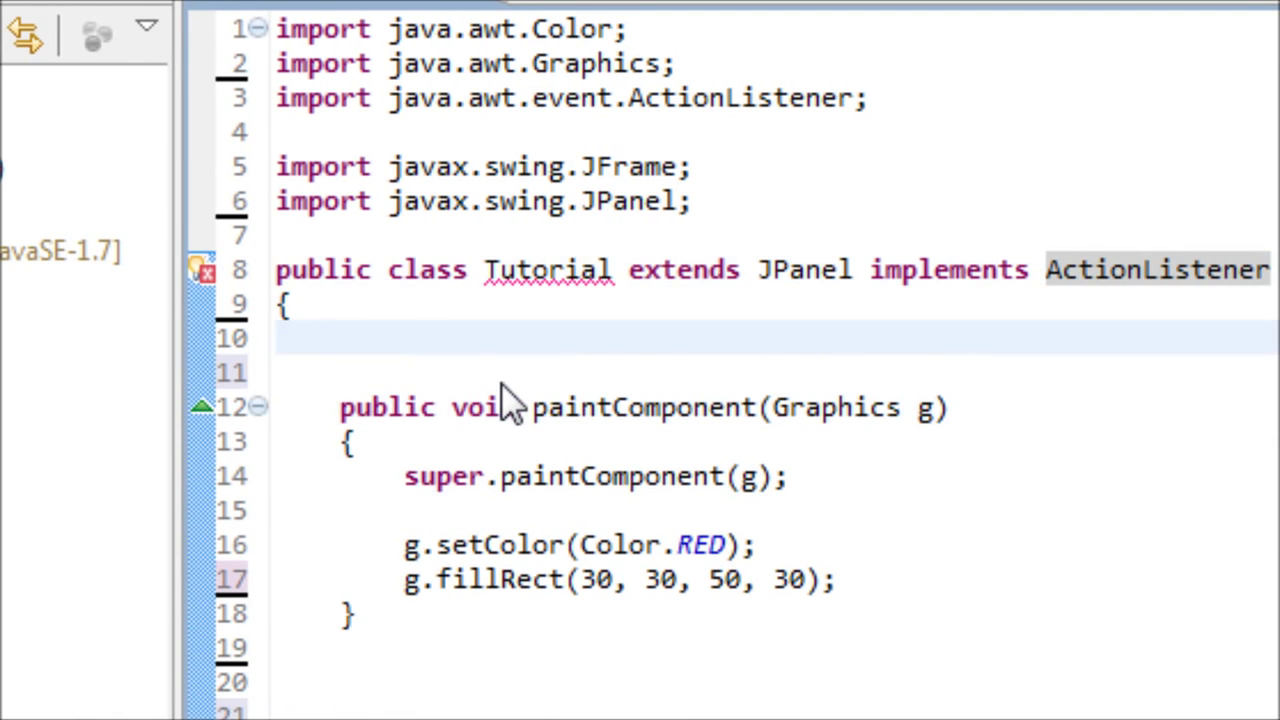 1 import java.awt.Color;
2 import java.awt.Graphics;
3 import java.awt.event.ActionListener;
4
5 import javax.swing.JFrame;
6 import javax.swing.JPanel;
7
avaSE-1.7]
8 public class Tutorial extends JPanel implements ActionListener
9 {
10
11
12 public void paintComponent(Graphics g)
13 {
14 super.paintComponent(g);
15
16 g.setColor(Color.RED);
17 g.fillRect(30, 30, 50, 30);
18 }
19
20
21